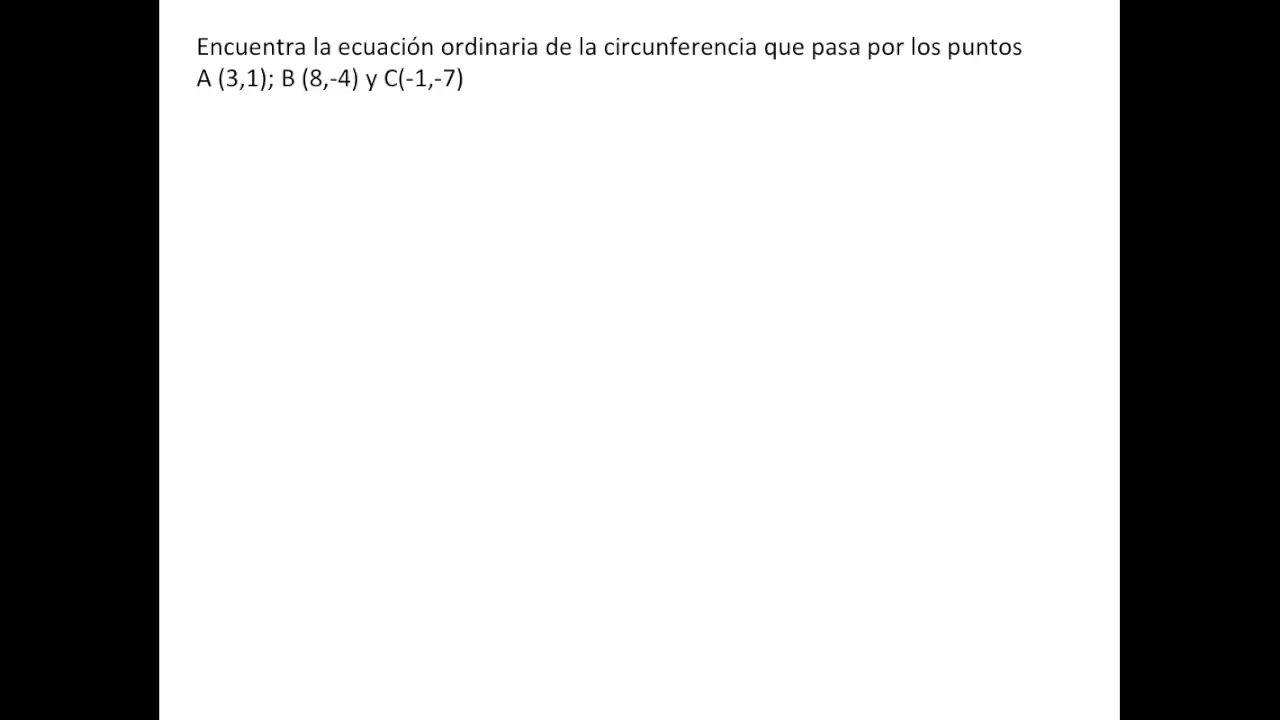 Encuentra la ecuación ordinaria de la circunferencia que pasa por los puntos
A (3,1); B (8,-4) y C(-1,-7)